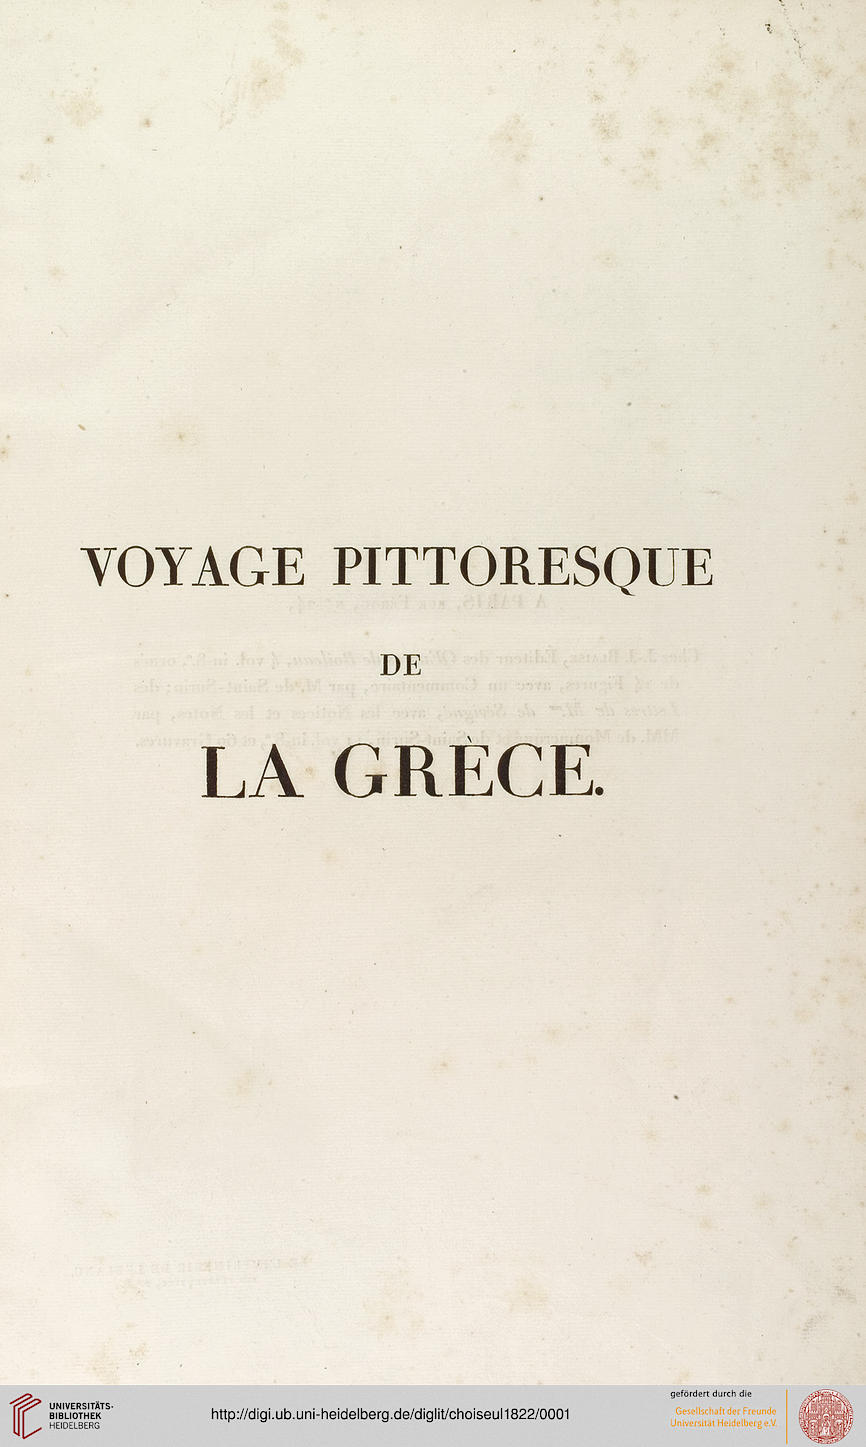 VOYAGE PITTORESQUE
DE
LA GRÈCE.
UNIVERSITÄTS-
BIBLIOTHEK
HEIDELBERG
http://digi.ub.uni-heidelberg.de/diglit/choiseul1822/0001
gefördert durch die
Gesellschaft der Freunde
Universität Heidelberg e.V.